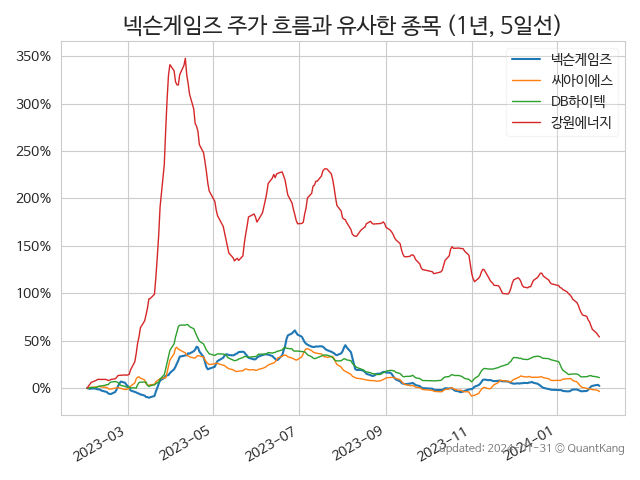 넥슨게임즈 주가 흐름과 유사한 종목 (1년, 5일선)
넥슨게임즈
씨아이에스
DB하이텍
강원에너지
350%
300%
250%
200%
150%
100%
50%
0%
2023-03
2023-05
2023-07
2023-09
2023-11
2024-01
updated: 2024-01-31 © QuantKang